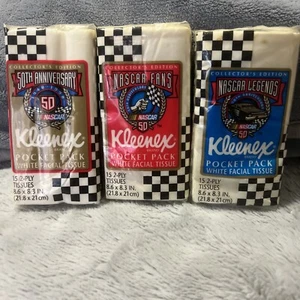 COLLECTOR'S EDITION
50TH ANNIVERSARY
50
NASCAR
Kleenex
POCKET PACK
WHITE FACIAL TISSUE
15 2-PLY
TISSUES
8.6 x 8.3 IN.
(21.8 x 21 cm)
COLLECTOR'S EDITION
NASCAR FANS
NASCAR
50
Kleenex
POCKET PACK
WHITE FACIAL TISSUE
15 2-PLY
TISSUES
8.6 x 8.3 IN.
(21.8 x 21 cm)
COLLECTOR'S EDITION
NASCAR LEGENDS
NASCAR
50
Kleenex
POCKET PACK
WHITE FACIAL TISSUE
15 2-PLY
TISSUES
8.6 x 8.3 IN.
(21.8 x 21 cm)